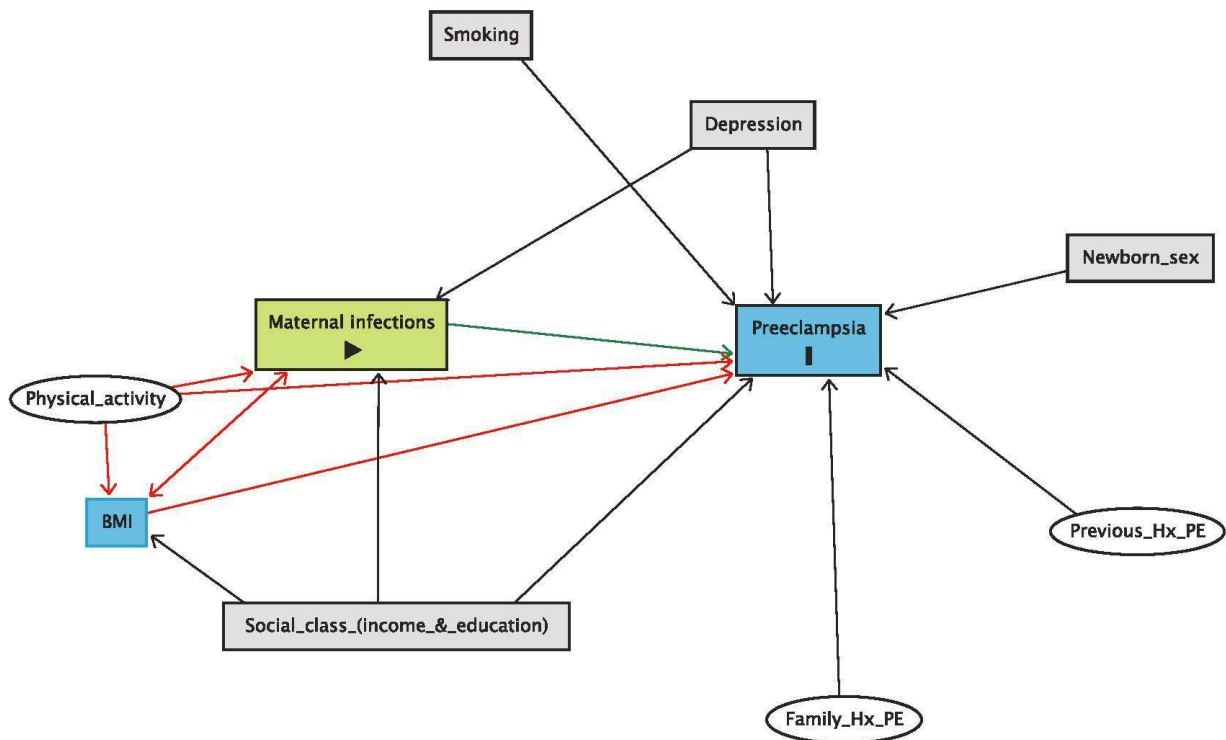 Smoking
Depression
Newborn_sex
Maternal infections
Preeclampsia
Physical_activity
BMI
Previous_Hx_PE
Social_class_(income_&_education)
Family_Hx_PE